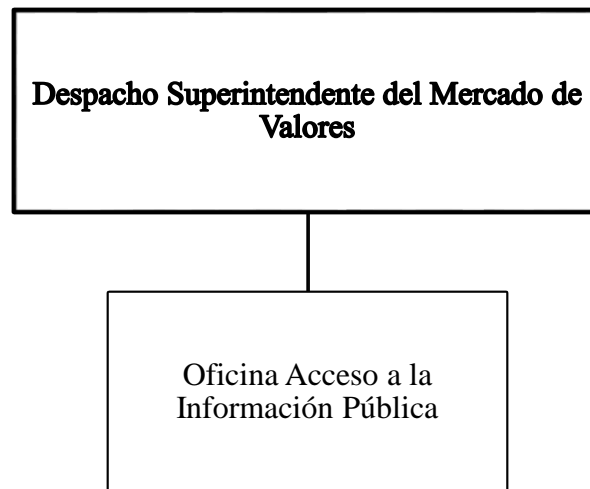 Despacho Superintendente del Mercado de
Valores
Oficina Acceso a la
Información Pública